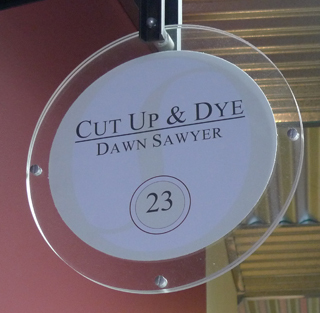 CUT UP & DYE
DAWN SAWYER
23